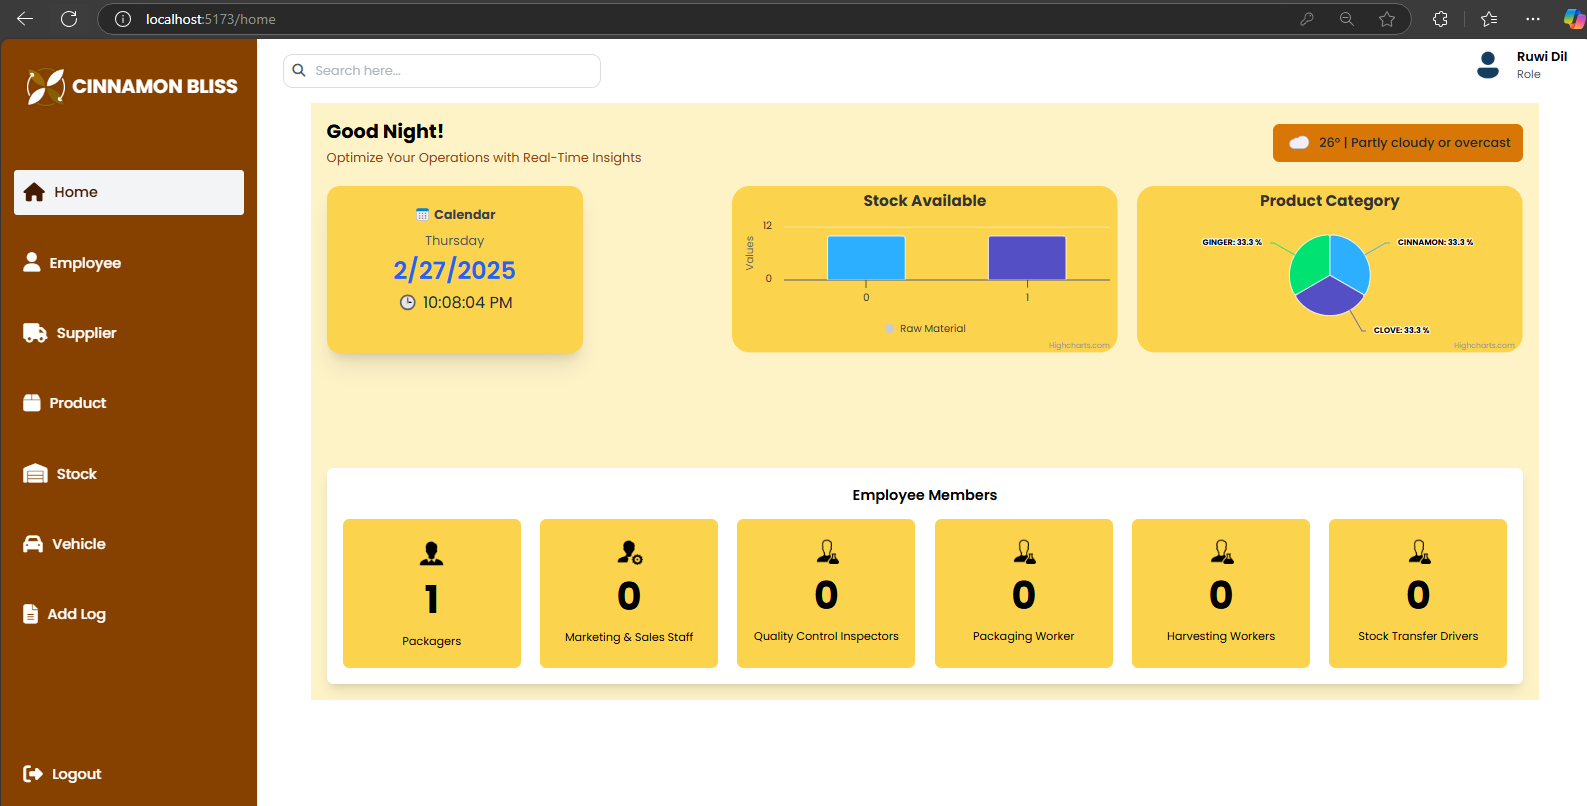 localhost:5173/home
CINNAMON BLISS
Home
Employee
Supplier
Product
Stock
Vehicle
Add Log
Logout
Search here...
Ruwi Dil
Role
Good Night!
Optimize Your Operations with Real-Time Insights
26° | Partly cloudy or overcast
Calendar
Thursday
2/27/2025
10:08:04 PM
Stock Available
Values
12
0
0
1
Raw Material
Highcharts.com
Product Category
GINGER: 33.3 %
CINNAMON: 33.3 %
CLOVE: 33.3 %
Highcharts.com
Employee Members
1
Packagers
0
Marketing & Sales Staff
0
Quality Control Inspectors
0
Packaging Worker
0
Harvesting Workers
0
Stock Transfer Drivers